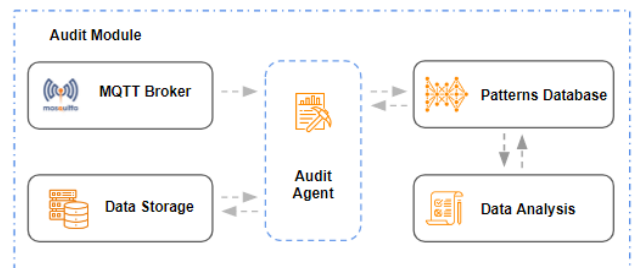 Audit Module
MQTT Broker
mosquitto
Patterns Database
Audit
Agent
Data Storage
Data Analysis